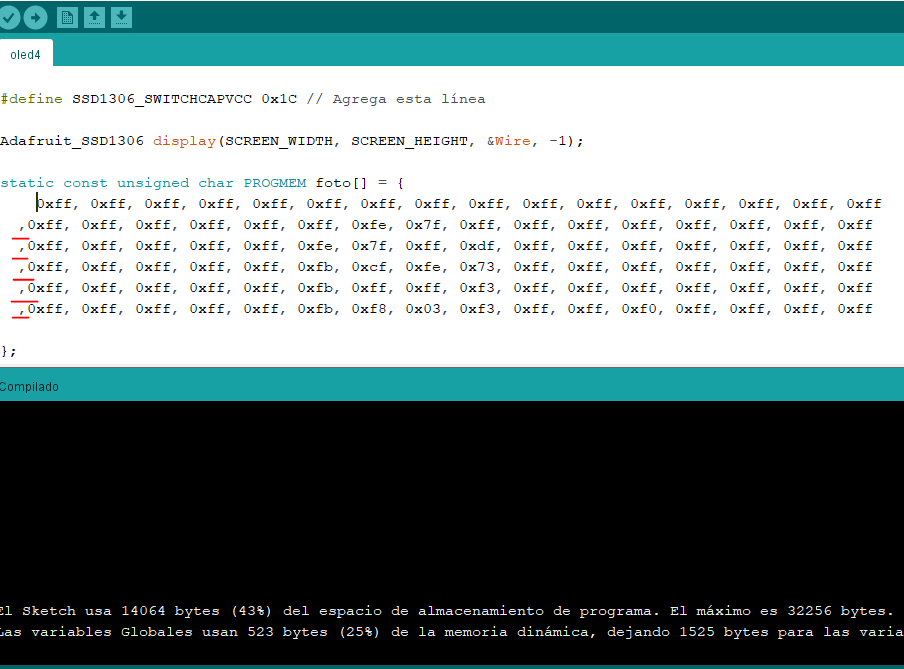 oled4
#define SSD1306_SWITCHCAPVCC 0x1C // Agrega esta línea
Adafruit_SSD1306 display(SCREEN_WIDTH, SCREEN_HEIGHT, &Wire, -1);
static const unsigned char PROGMEM foto[] = {
0xff, 0xff, 0xff, 0xff, 0xff, 0xff, 0xff, 0xff, 0xff, 0xff, 0xff, 0xff, 0xff, 0xff, 0xff, 0xff
,0xff, 0xff, 0xff, 0xff, 0xff, 0xff, 0xfe, 0x7f, 0xff, 0xff, 0xff, 0xff, 0xff, 0xff, 0xff, 0xff
,0xff, 0xff, 0xff, 0xff, 0xff, 0xfe, 0x7f, 0xff, 0xdf, 0xff, 0xff, 0xff, 0xff, 0xff, 0xff, 0xff
,0xff, 0xff, 0xff, 0xff, 0xff, 0xfb, 0xcf, 0xfe, 0x73, 0xff, 0xff, 0xff, 0xff, 0xff, 0xff, 0xff
,0xff, 0xff, 0xff, 0xff, 0xff, 0xfb, 0xff, 0xff, 0xf3, 0xff, 0xff, 0xff, 0xff, 0xff, 0xff, 0xff
,0xff, 0xff, 0xff, 0xff, 0xff, 0xfb, 0xf8, 0x03, 0xf3, 0xff, 0xff, 0xf0, 0xff, 0xff, 0xff, 0xff
};
Compilado
El Sketch usa 14064 bytes (43%) del espacio de almacenamiento de programa. El máximo es 32256 bytes.
Las variables Globales usan 523 bytes (25%) de la memoria dinámica, dejando 1525 bytes para las varia